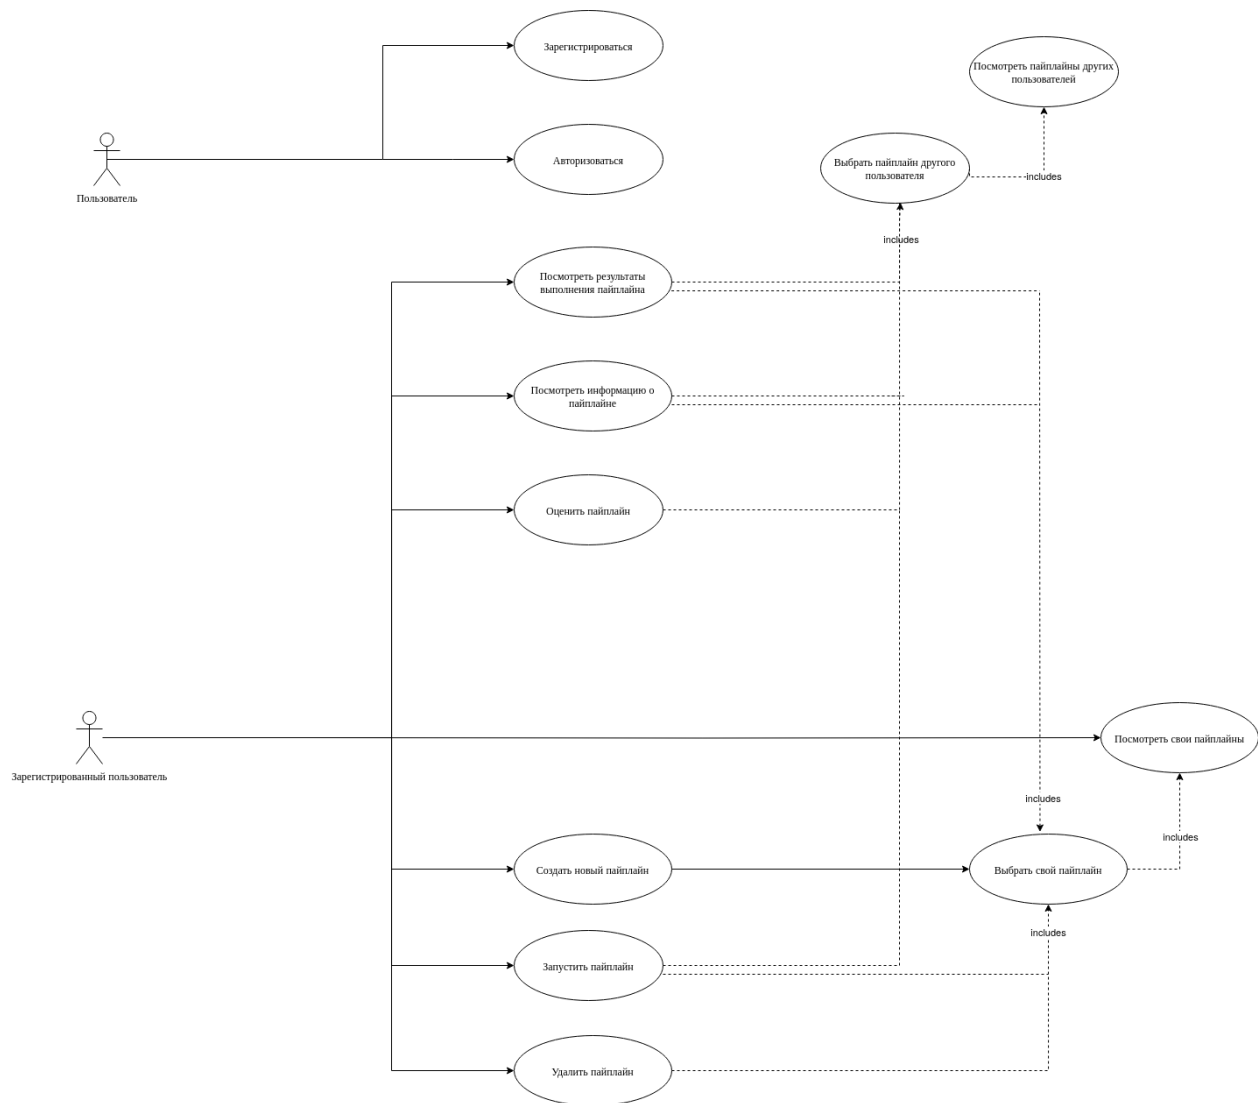 Зарегистрироваться
Посмотреть пайплайны других
пользователей
Авторизоваться
Выбрать пайплайн другого
пользователя
includes
Пользователь
includes
Посмотреть результаты
выполнения пайплайна
Посмотреть информацию о
пайплайне
Оценить пайплайн
Посмотреть свои пайплайны
Зарегистрированный пользователь
includes
includes
Создать новый пайплайн
Выбрать свой пайплайн
includes
Запустить пайплайн
Удалить пайплайн